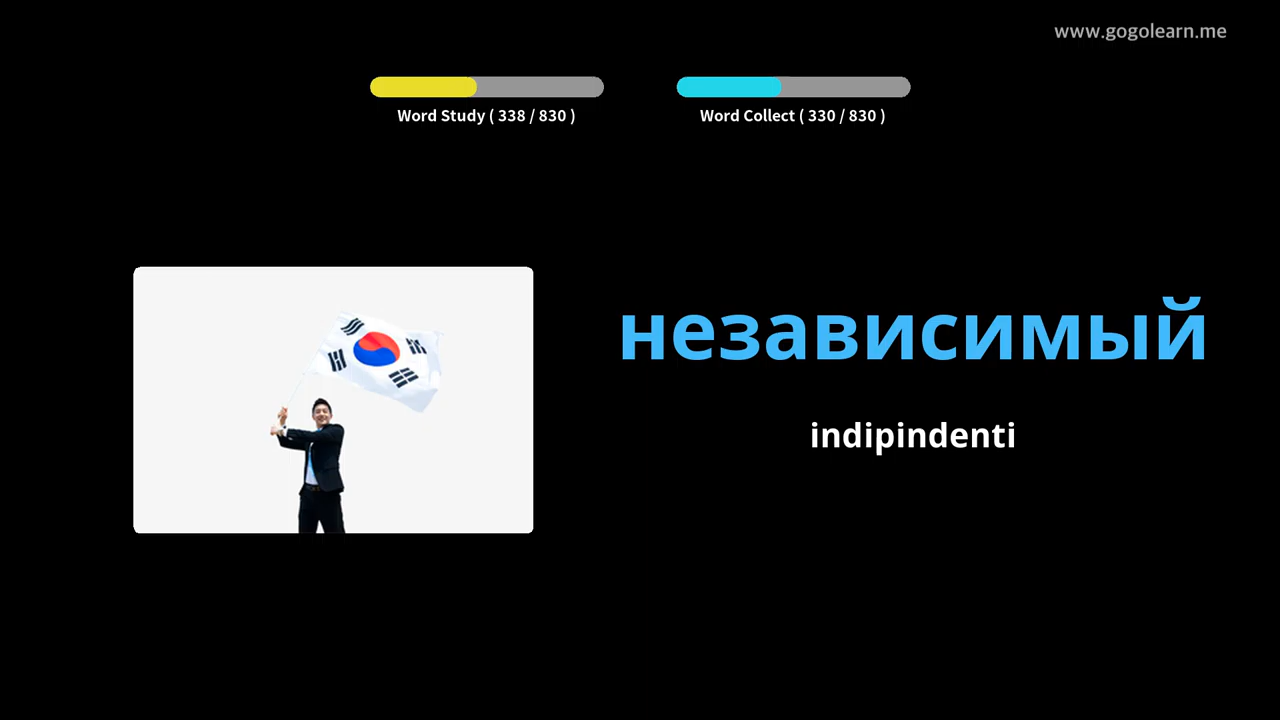 www.gogolearn.me
Word Study ( 338 / 830 )
Word Collect ( 330 / 830 )
независимый
indipindenti